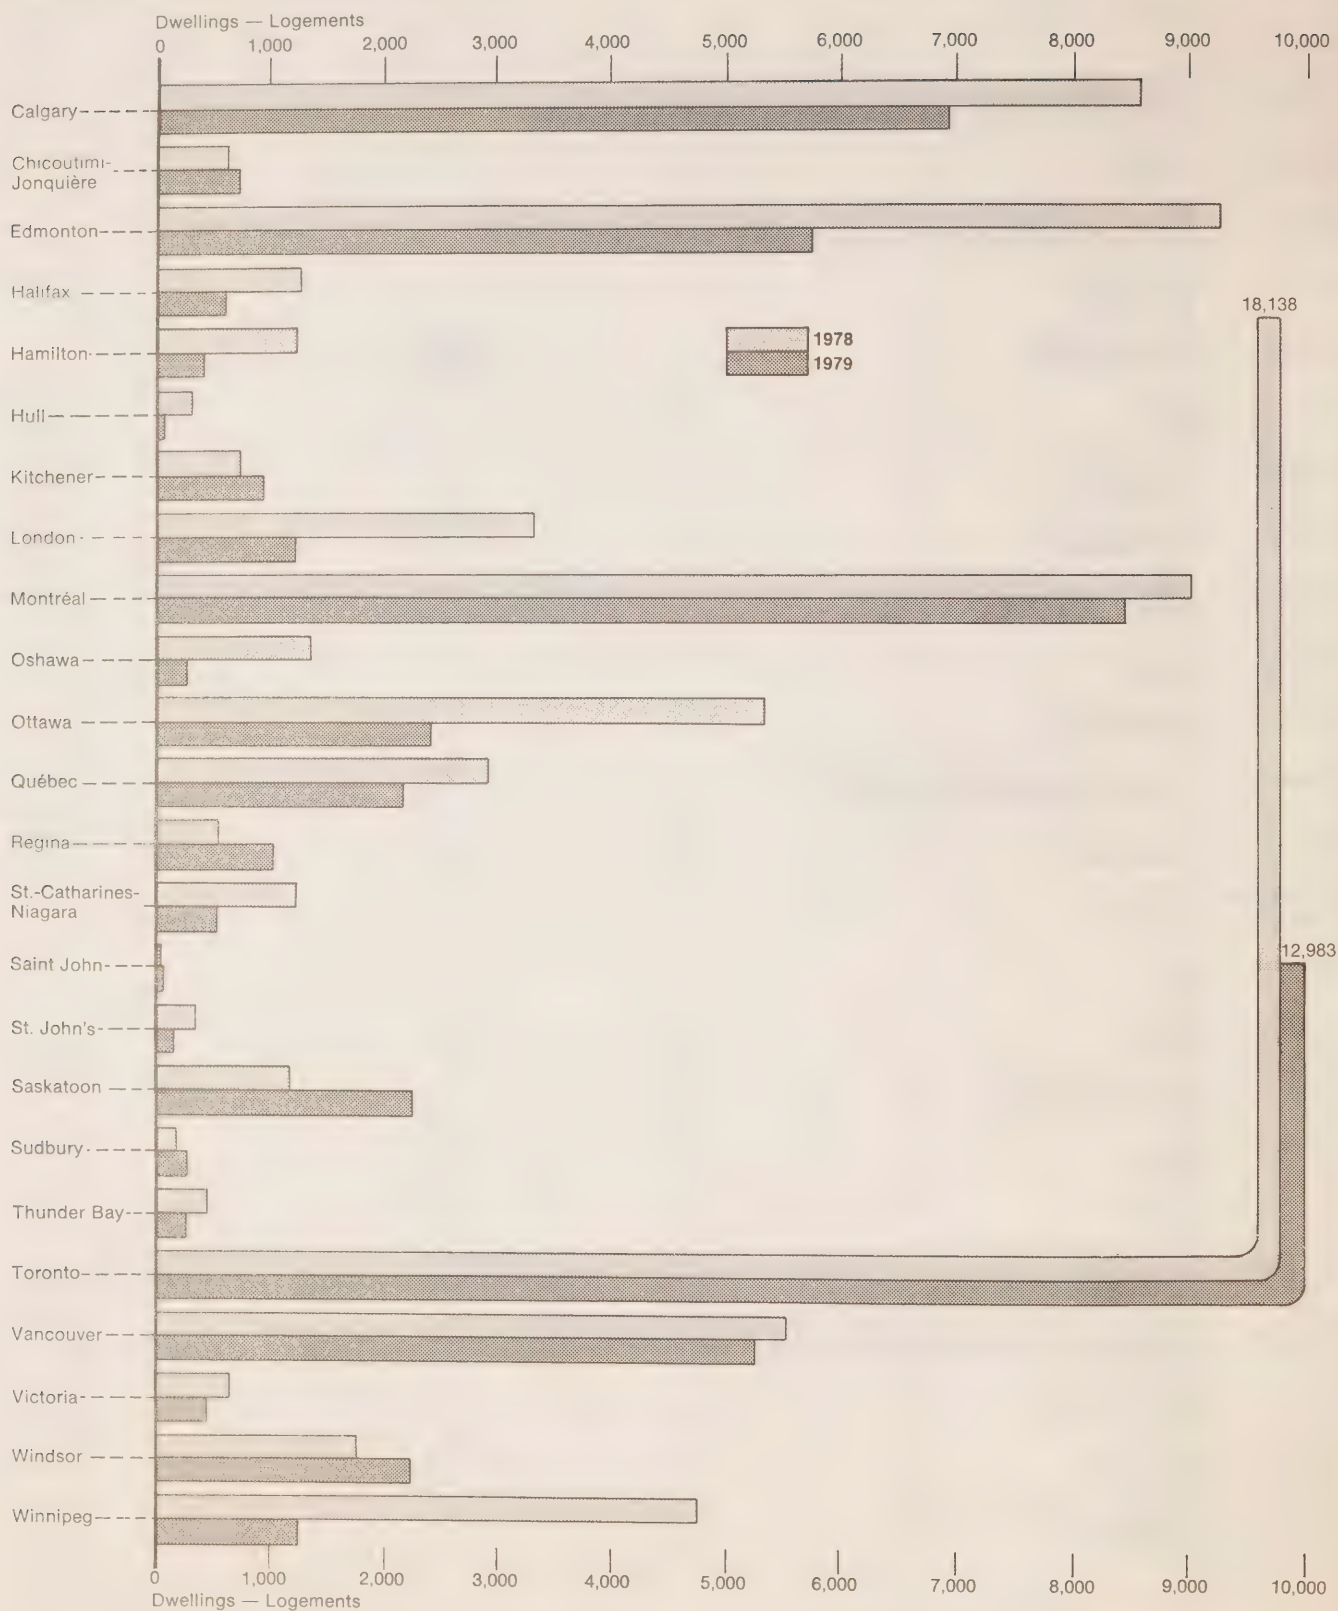 Dwellings — Logements
0 1,000 2,000 3,000 4,000 5,000 6,000 7,000 8,000 9,000 10,000
Calgary
Chicoutimi-
Jonquière
Edmonton
Halifax
18,138
Hamilton
1978
1979
Hull
Kitchener
London
Montréal
Oshawa
Ottawa
Québec
Regina
St.-Catharines-
Niagara
Saint John
12,983
St. John's
Saskatoon
Sudbury
Thunder Bay
Toronto
Vancouver
Victoria
Windsor
Winnipeg
0 1,000 2,000 3,000 4,000 5,000 6,000 7,000 8,000 9,000 10,000
Dwellings — Logements